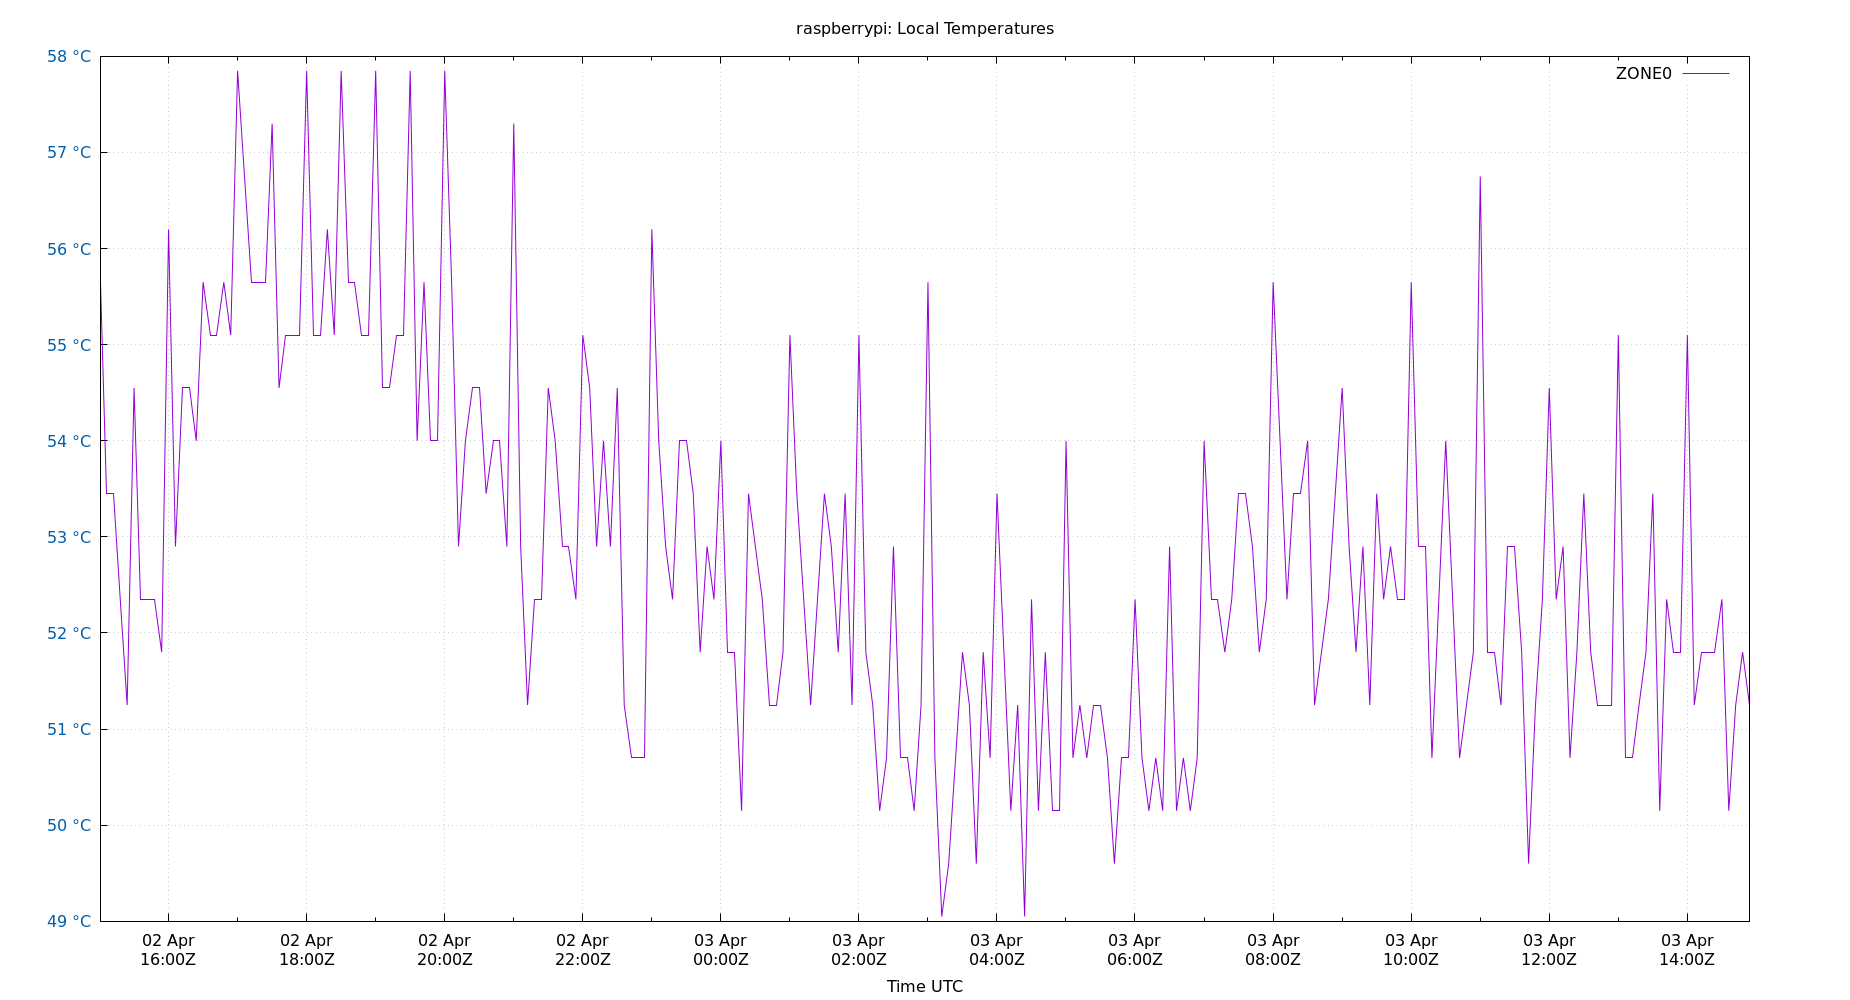 raspberrypi: Local Temperatures
ZONE0
58 °C
57 °C
56 °C
55 °C
54 °C
53 °C
52 °C
51 °C
50 °C
49 °C
02 Apr 02 Apr 02 Apr 02 Apr 03 Apr 03 Apr 03 Apr 03 Apr 03 Apr 03 Apr 03 Apr 03 Apr
16:00Z 18:00Z 20:00Z 22:00Z 00:00Z 02:00Z 04:00Z 06:00Z 08:00Z 10:00Z 12:00Z 14:00Z
Time UTC